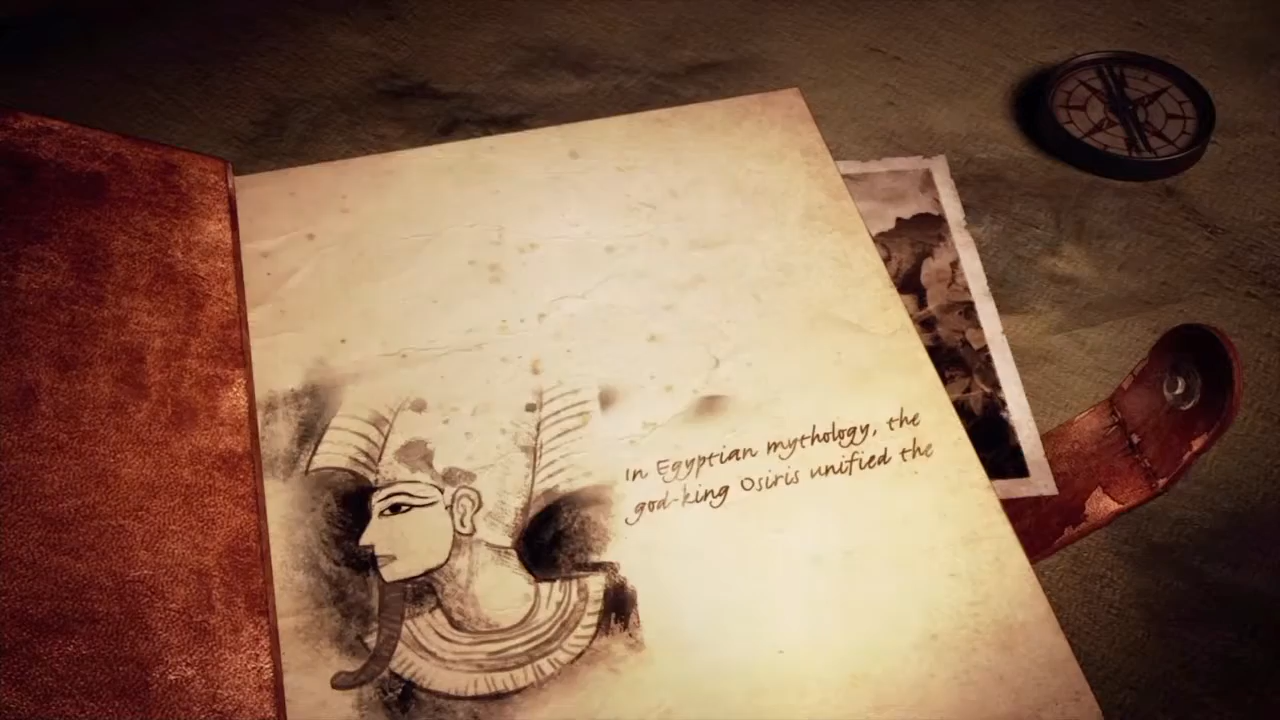 In Egyptian mythology, the
god-king Osiris unified the